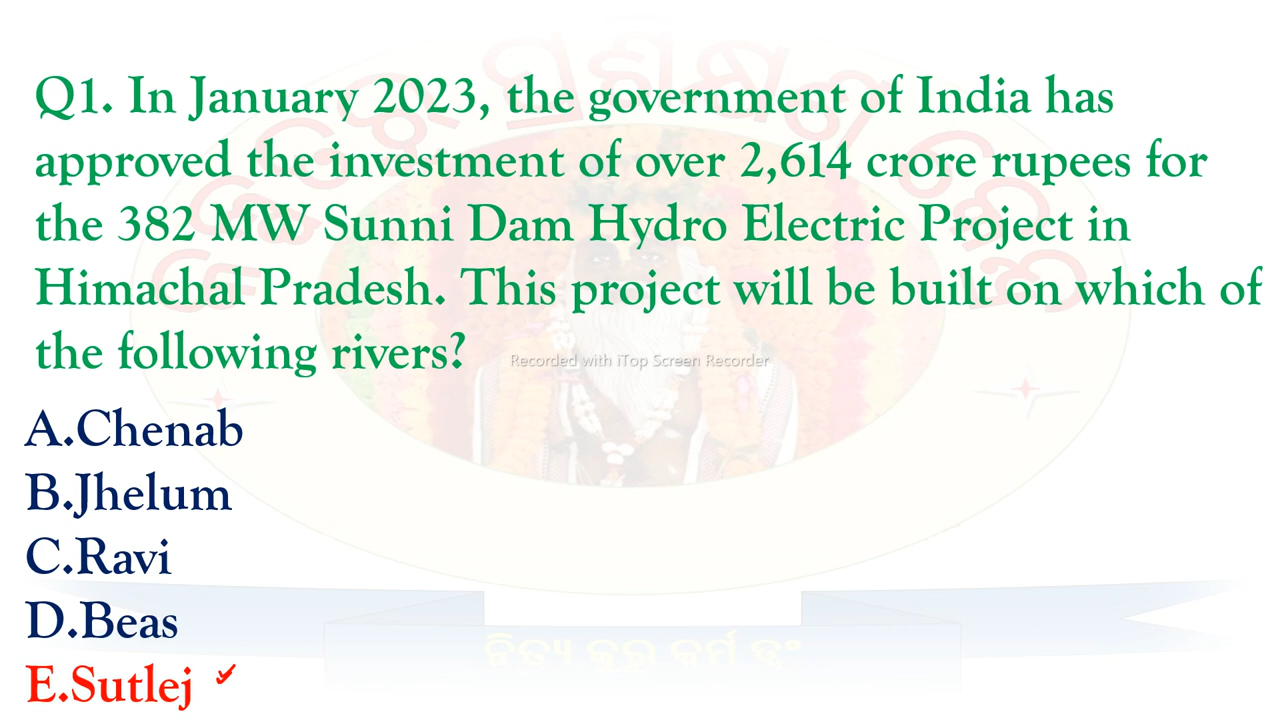 Q1. In January 2023, the government of India has
approved the investment of over 2,614 crore rupees for
the 382 MW Sunni Dam Hydro Electric Project in
Himachal Pradesh. This project will be built on which of
the following rivers?
Recorded with iTop Screen Recorder
A.Chenab
B.Jhelum
C.Ravi
D.Beas
E.Sutlej ✓